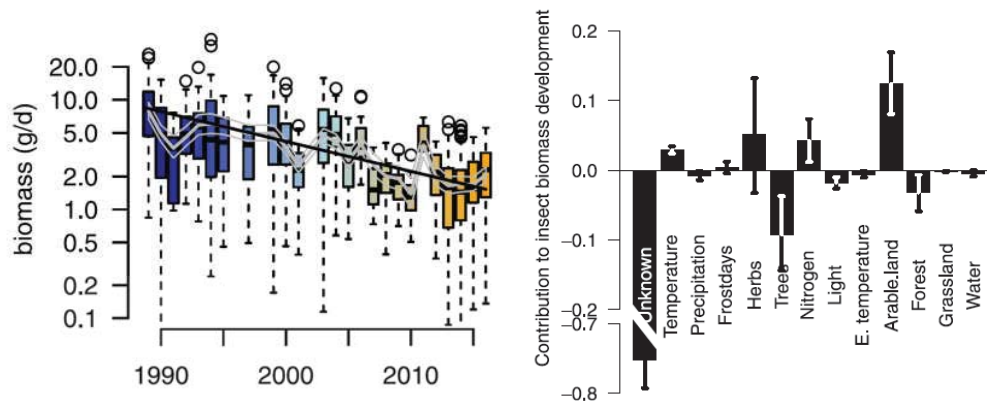 biomass (g/d)
20.0
10.0
5.0
2.0
1.0
0.5
0.2
0.1
1990
2000
2010
Contribution to insect biomass development
0.2
0.1
0.0
−0.1
−0.2
−0.7
−0.8
Unknown
Temperature
Precipitation
Frostdays
Herbs
Trees
Nitrogen
Light
E. temperature
Arable.land
Forest
Grassland
Water